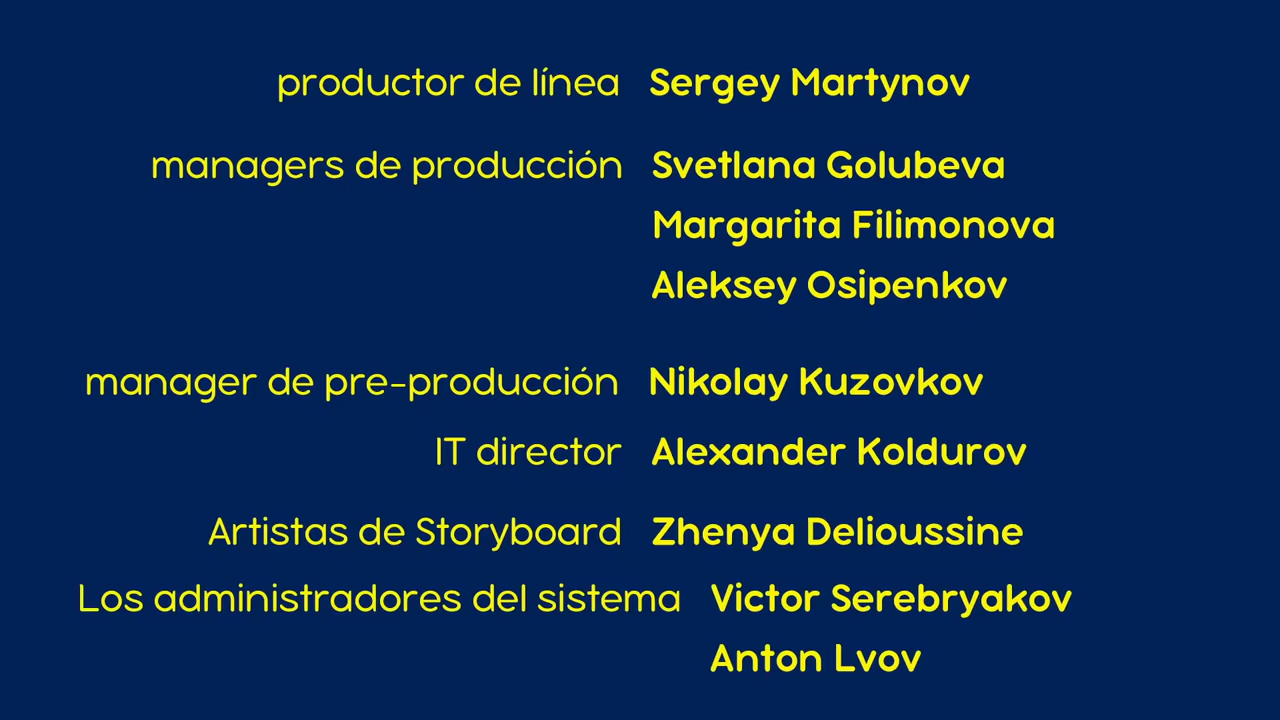 productor de línea Sergey Martynov
managers de producción Svetlana Golubeva
Margarita Filimonova
Aleksey Osipenkov
manager de pre-producción Nikolay Kuzovkov
IT director Alexander Koldurov
Artistas de Storyboard Zhenya Delioussine
Los administradores del sistema Victor Serebryakov
Anton Lvov